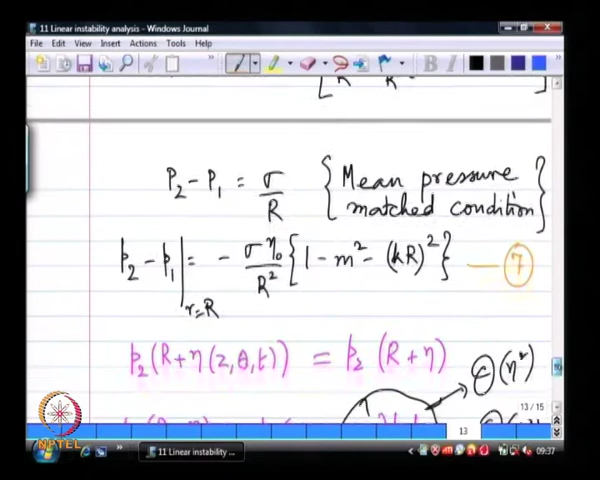 11 Linear instability analysis - Windows Journal
File Edit View Insert Actions Tools Help
B I
P₂ - P₁ = σ/R { Mean pressure matched condition }
p₂ - p₁ |r=R = - σ η₀/R² { 1 - m² - (kR)² } — 7
p₂ (R + η(z, θ, t)) = p₂ (R + η)
O(η²)
13 / 15
13
NPTEL
11 Linear instability ...
09:37